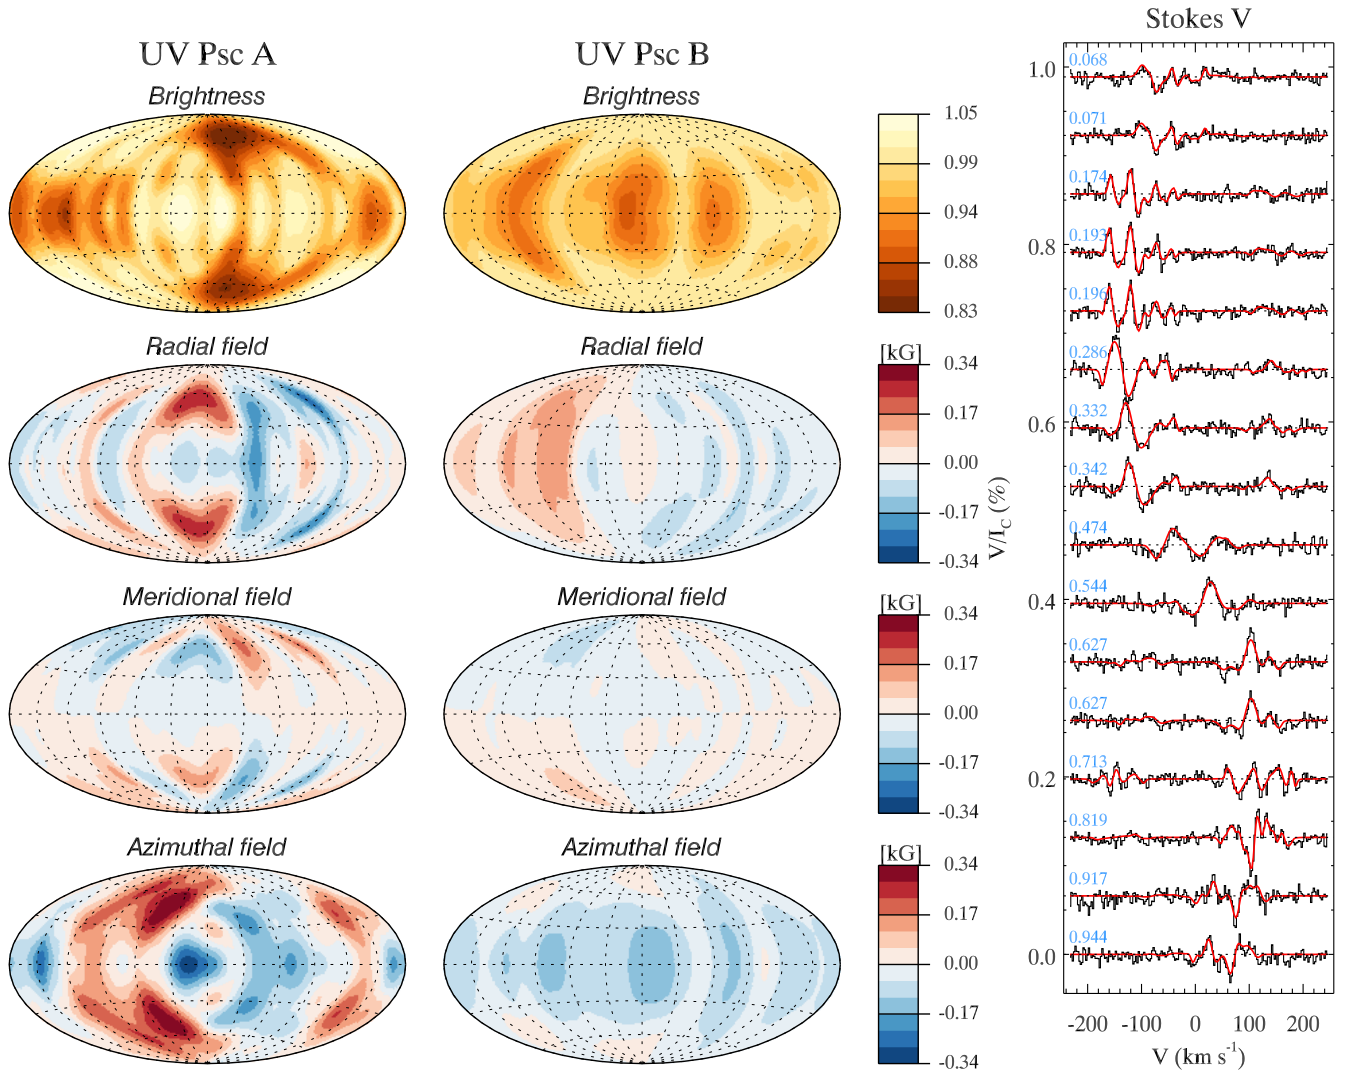 UV Psc A
UV Psc B
Stokes V
Brightness
Brightness
1.05
0.99
0.94
0.88
0.83
Radial field
Radial field
[kG]
0.34
0.17
0.00
-0.17
-0.34
Meridional field
Meridional field
[kG]
0.34
0.17
0.00
-0.17
-0.34
Azimuthal field
Azimuthal field
[kG]
0.34
0.17
0.00
-0.17
-0.34
V/I_C (%)
1.0
0.8
0.6
0.4
0.2
0.0
0.068
0.071
0.174
0.193
0.196
0.286
0.332
0.342
0.474
0.544
0.627
0.627
0.713
0.819
0.917
0.944
-200 -100 0 100 200
V (km s⁻¹)